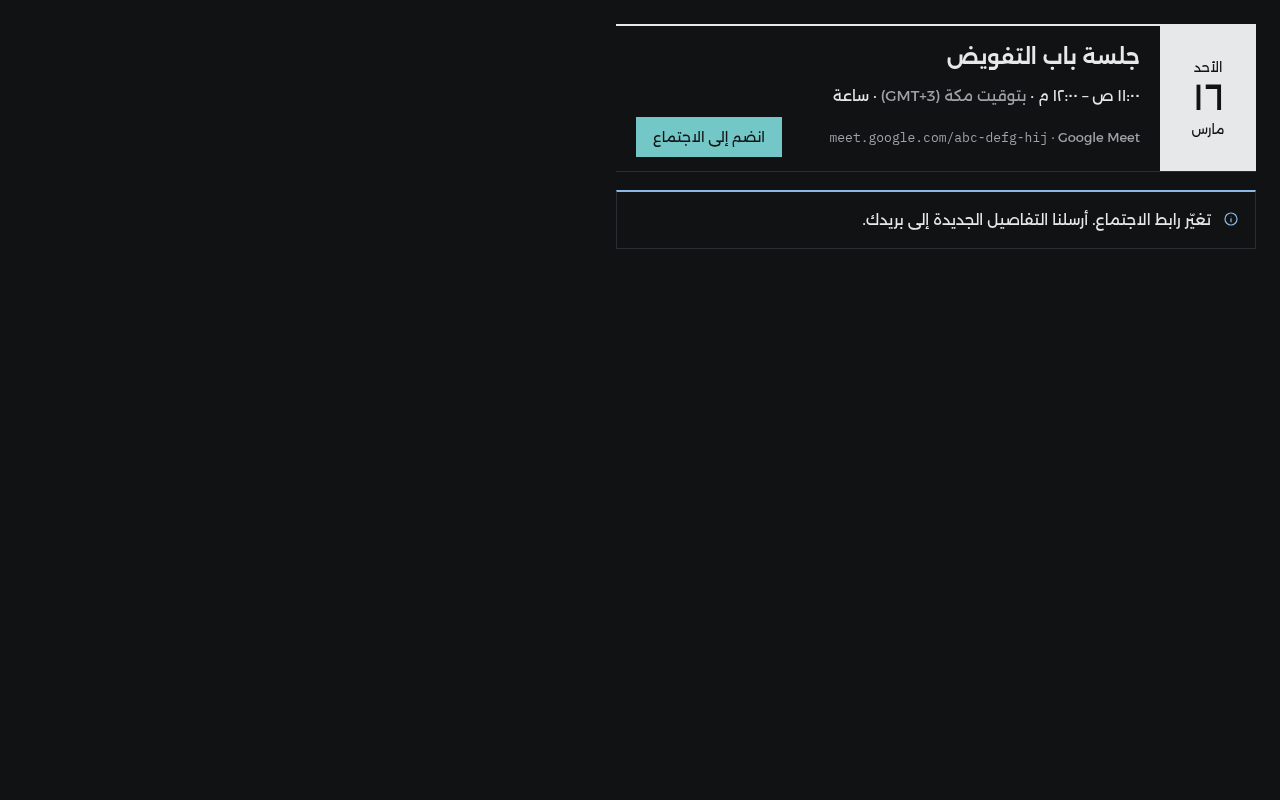 الأحد
١٦
مارس
جلسة باب التفويض
١١:٠٠ ص – ١٢:٠٠ م · بتوقيت مكة (GMT+3) · ساعة
Google Meet · meet.google.com/abc-defg-hij
انضم إلى الاجتماع
تغيّر رابط الاجتماع. أرسلنا التفاصيل الجديدة إلى بريدك.